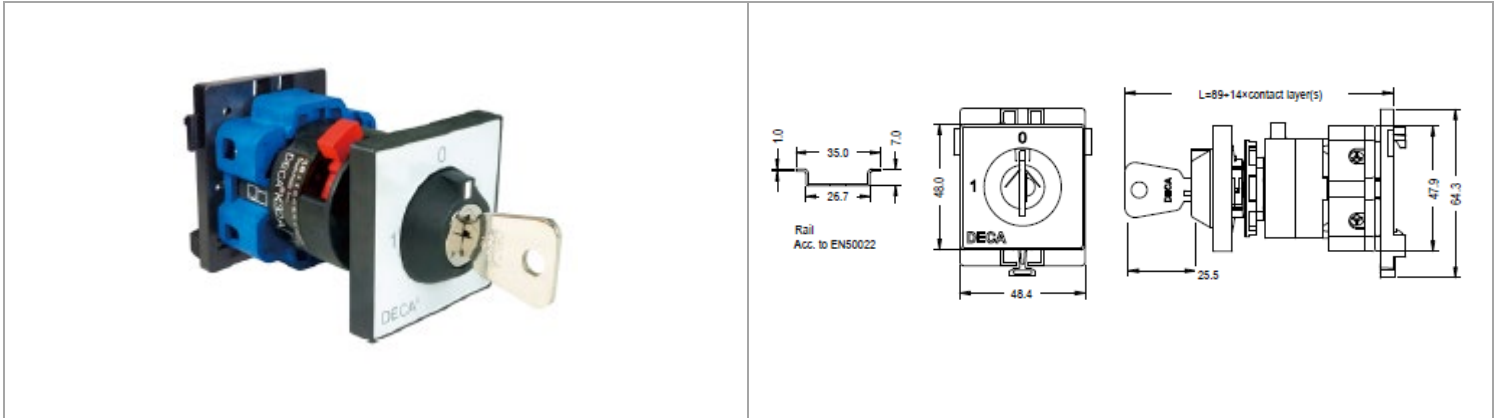 0
1
DECA
1.0
35.0
7.0
26.7
Rail
Acc. to EN50022
0
1
DECA
48.0
48.4
L=89+14×contact layer(s)
DECA
25.5
47.9
64.3